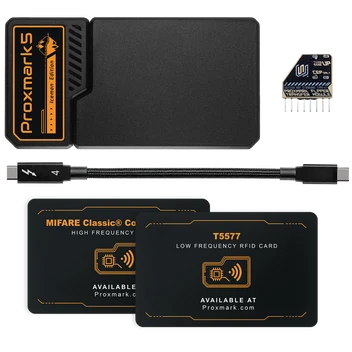 Proxmark5
Iceman Edition
4
MIFARE Classic® Co
HIGH FREQUENCY
AVAILABLE
Proxmark.c
T5577
LOW FREQUENCY RFID CARD
AVAILABLE AT
Proxmark.com